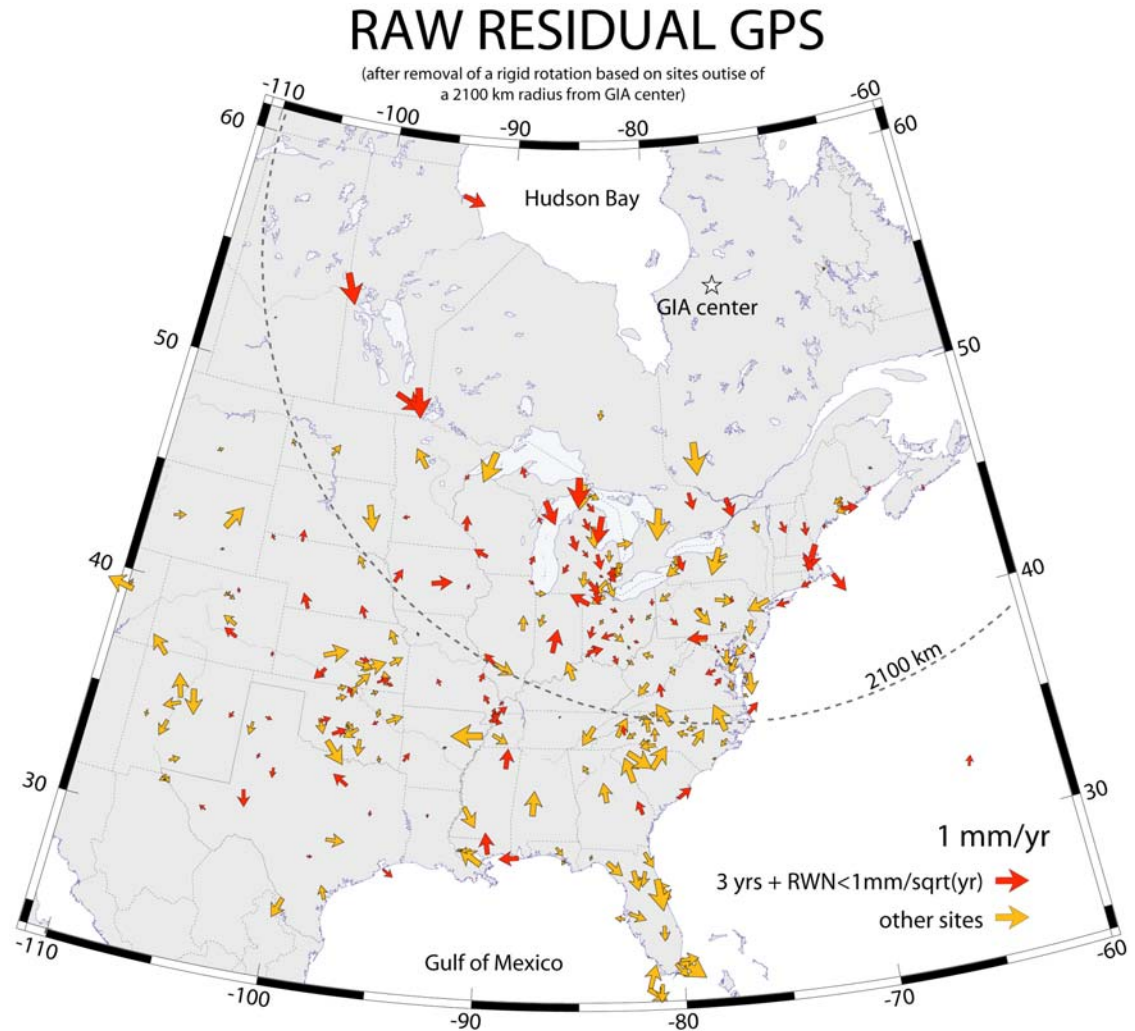 RAW RESIDUAL GPS
(after removal of a rigid rotation based on sites outise of
a 2100 km radius from GIA center)
-110
-100
-90
-80
-60
60
60
Hudson Bay
GIA center
50
50
40
40
2100 km
30
30
1 mm/yr
3 yrs + RWN<1mm/sqrt(yr)
other sites
Gulf of Mexico
-110
-100
-90
-80
-70
-60